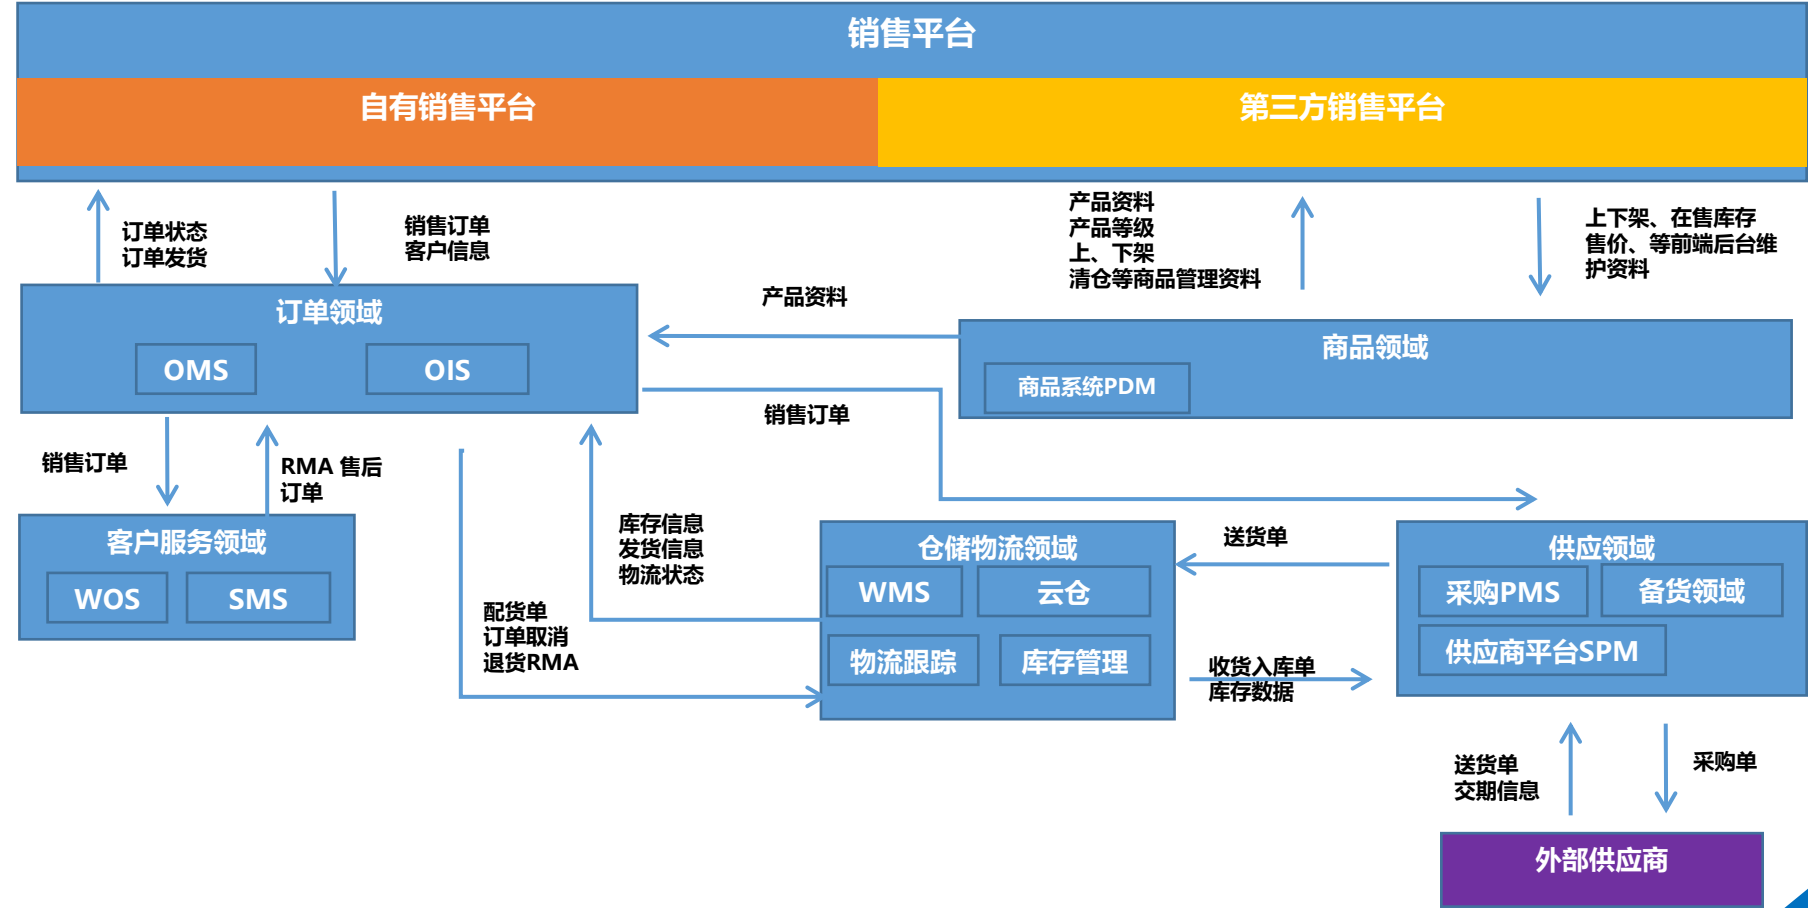 销售平台
自有销售平台
第三方销售平台
订单状态
订单发货
销售订单
客户信息
产品资料
产品等级
上、下架
清仓等商品管理资料
上下架、在售库存
售价、等前端后台维
护资料
订单领域
OMS
OIS
产品资料
商品领域
商品系统PDM
销售订单
销售订单
RMA 售后
订单
客户服务领域
WOS
SMS
库存信息
发货信息
物流状态
配货单
订单取消
退货RMA
仓储物流领域
WMS
云仓
物流跟踪
库存管理
送货单
收货入库单
库存数据
供应领域
采购PMS
备货领域
供应商平台SPM
送货单
交期信息
采购单
外部供应商